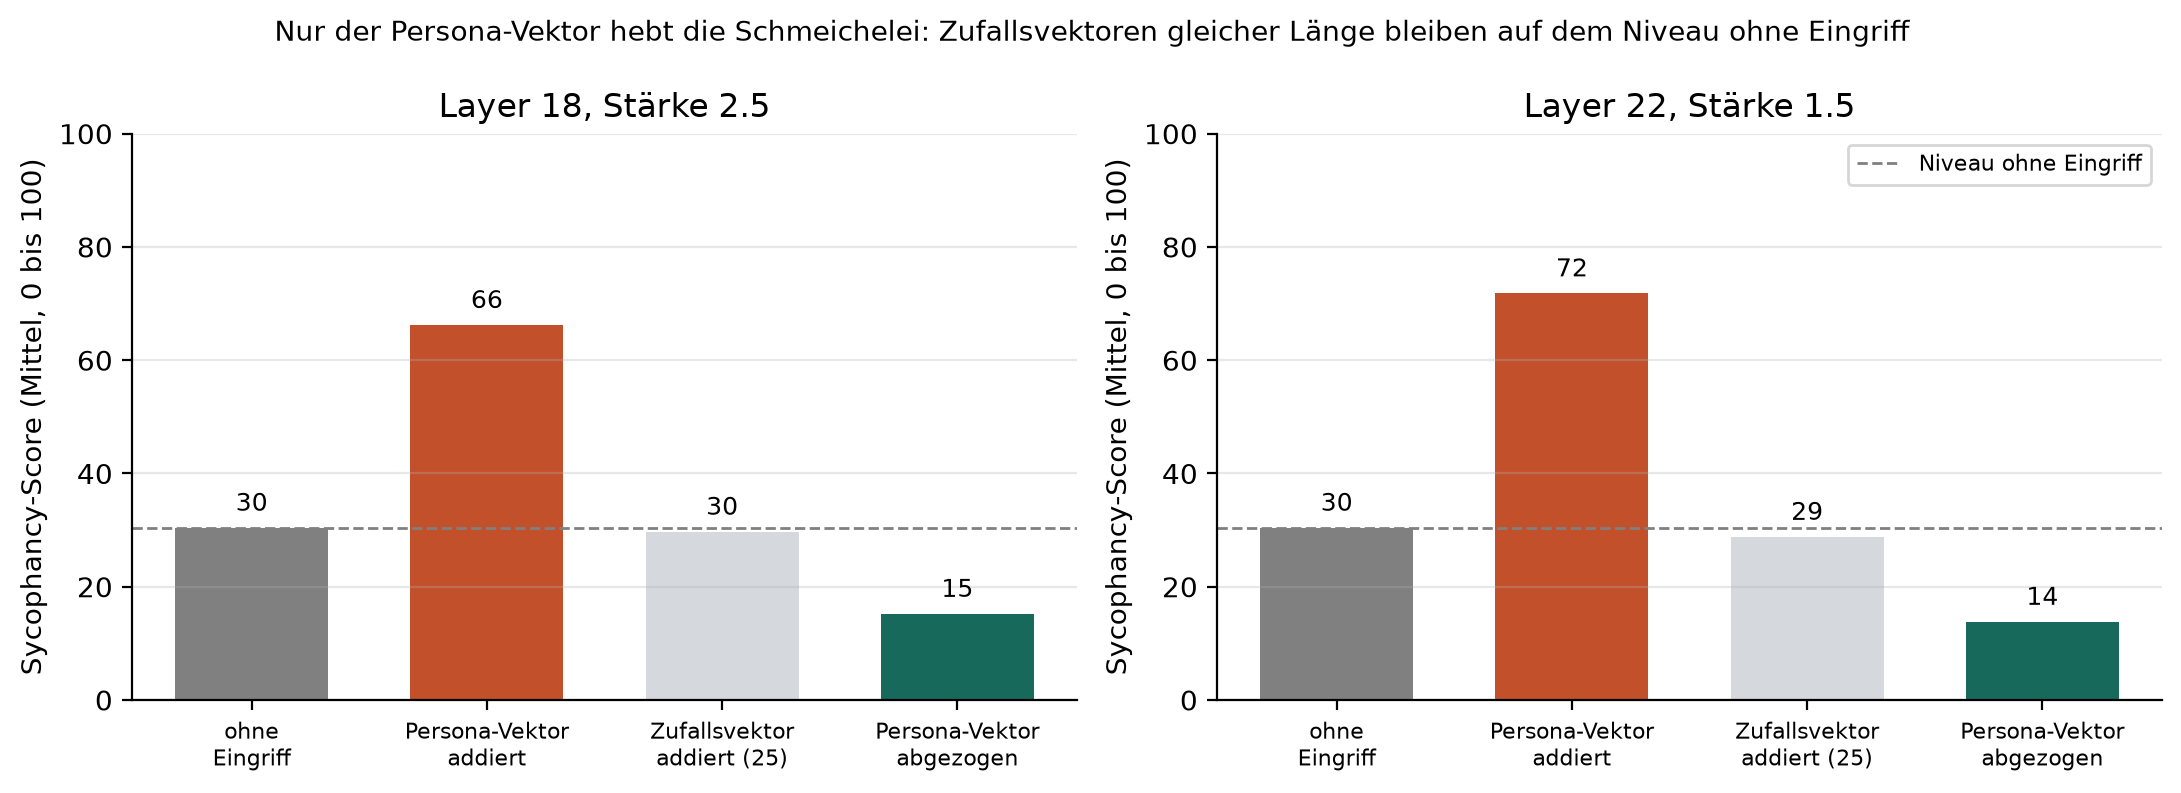 Nur der Persona-Vektor hebt die Schmeichelei: Zufallsvektoren gleicher Länge bleiben auf dem Niveau ohne Eingriff
Layer 18, Stärke 2.5
Sycophancy-Score (Mittel, 0 bis 100)
100
80
60
40
20
0
30
66
30
15
ohne
Eingriff
Persona-Vektor
addiert
Zufallsvektor
addiert (25)
Persona-Vektor
abgezogen
Layer 22, Stärke 1.5
Sycophancy-Score (Mittel, 0 bis 100)
100
80
60
40
20
0
Niveau ohne Eingriff
30
72
29
14
ohne
Eingriff
Persona-Vektor
addiert
Zufallsvektor
addiert (25)
Persona-Vektor
abgezogen